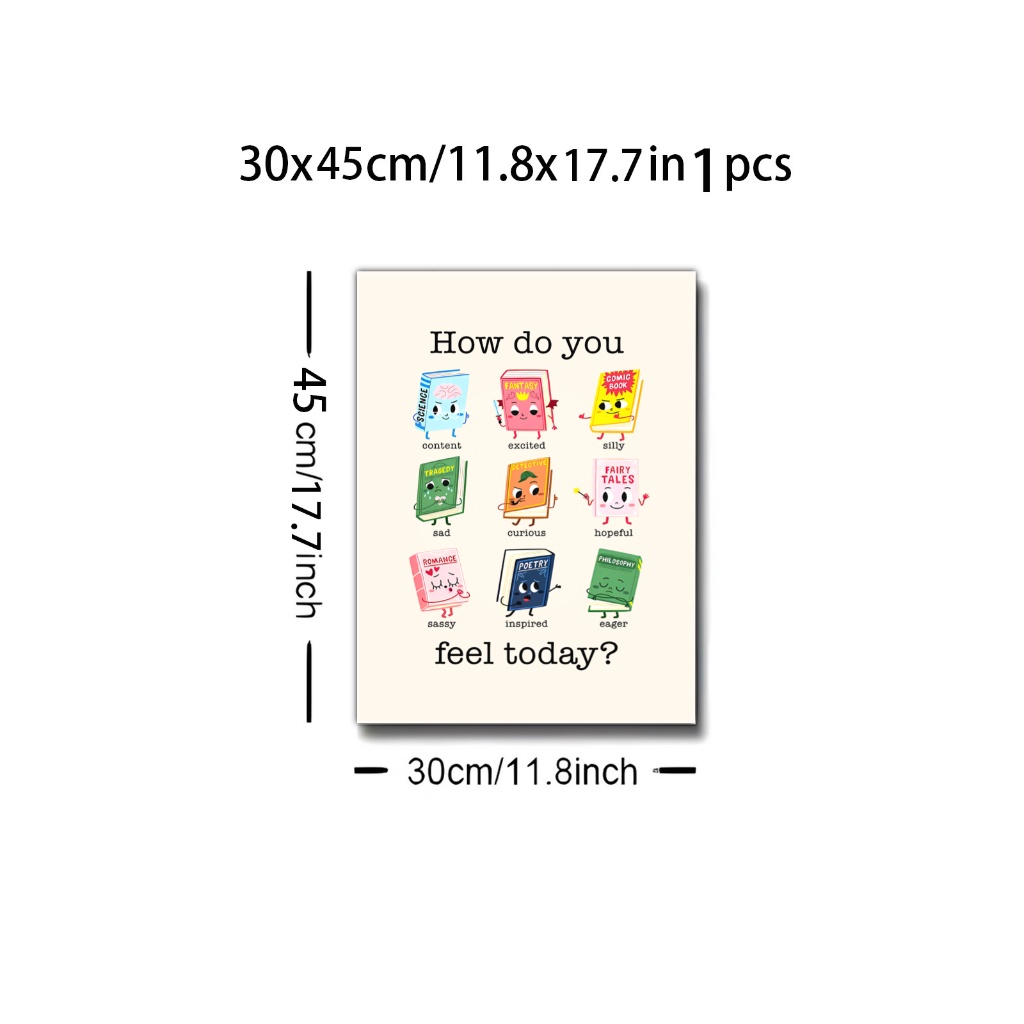 30x45cm/11.8x17.7in 1 pcs
45 cm/17.7inch
How do you
SCIENCE
FANTASY
COMIC
BOOK
content
excited
silly
TRAGEDY
DETECTIVE
FAIRY
TALES
sad
curious
hopeful
ROMANCE
POETRY
PHILOSOPHY
sassy
inspired
eager
feel today?
30cm/11.8inch